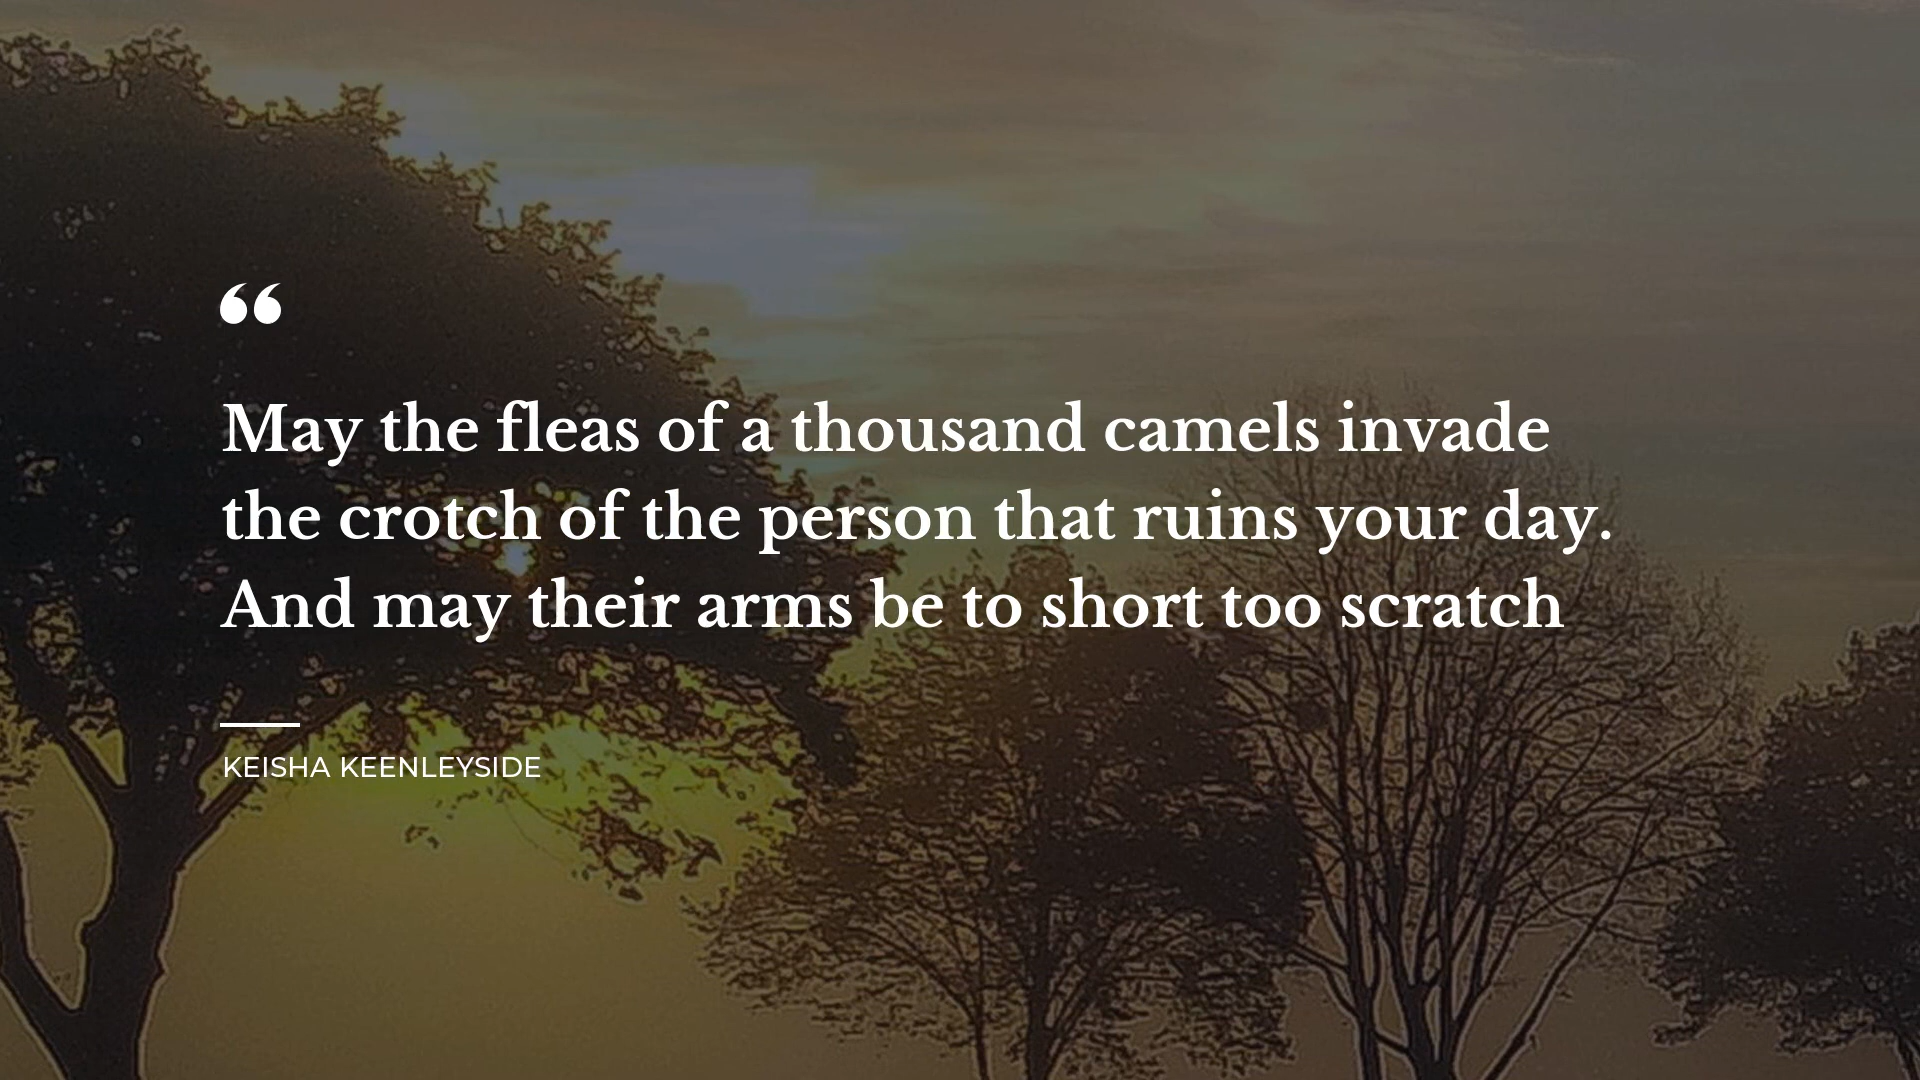 “
May the fleas of a thousand camels invade
the crotch of the person that ruins your day.
And may their arms be to short too scratch
KEISHA KEENLEYSIDE